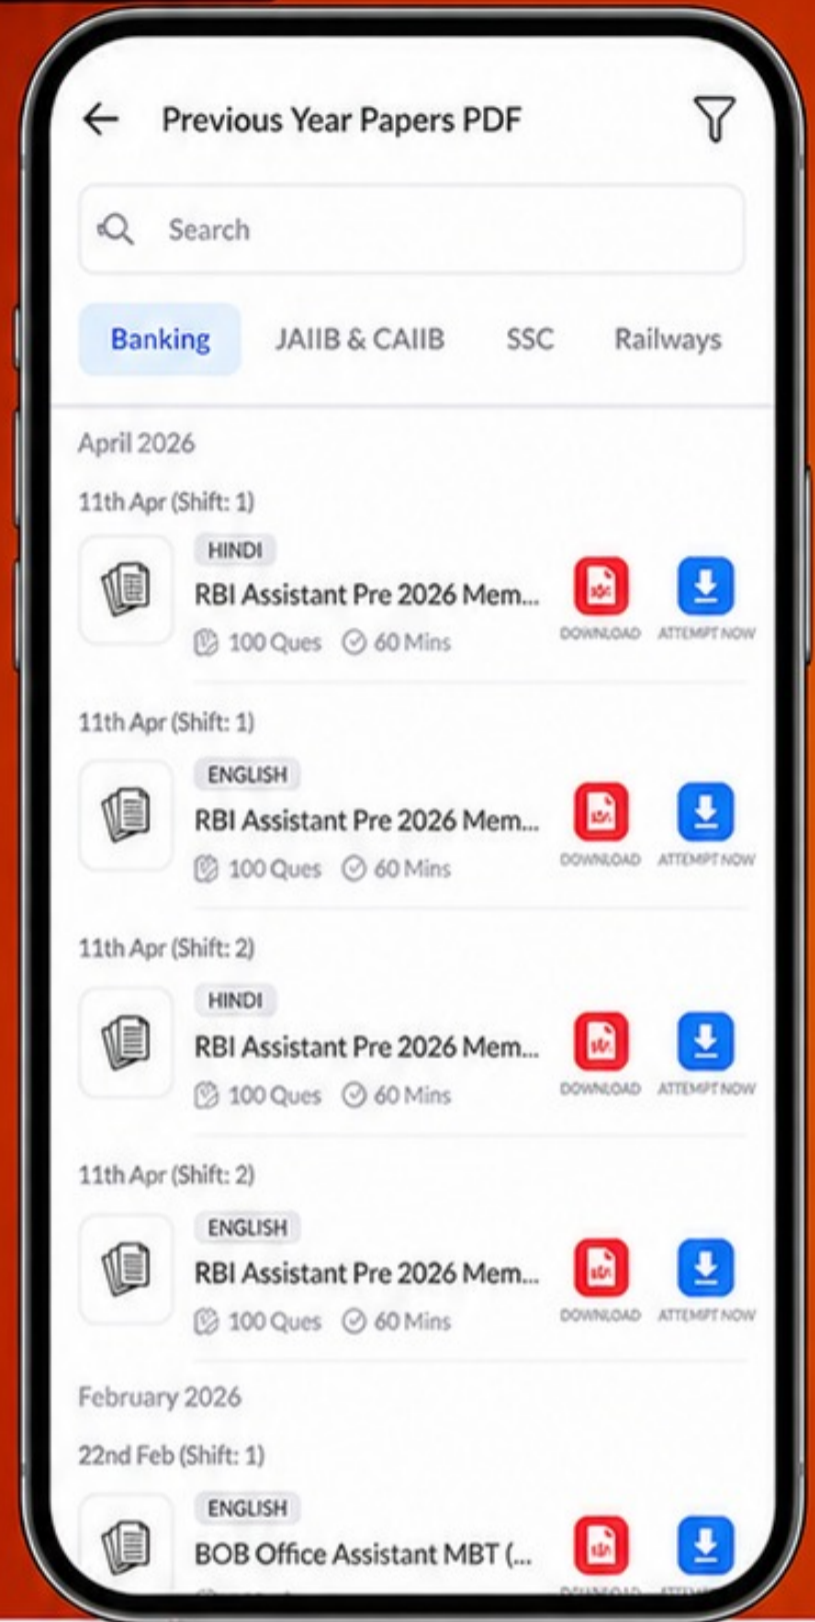 Previous Year Papers PDF
Search
Banking JAIIB & CAIIB SSC Railways
April 2026
11th Apr (Shift: 1)
HINDI
RBI Assistant Pre 2026 Mem...
100 Ques 60 Mins
DOWNLOAD ATTEMPT NOW
11th Apr (Shift: 1)
ENGLISH
RBI Assistant Pre 2026 Mem...
100 Ques 60 Mins
DOWNLOAD ATTEMPT NOW
11th Apr (Shift: 2)
HINDI
RBI Assistant Pre 2026 Mem...
100 Ques 60 Mins
DOWNLOAD ATTEMPT NOW
11th Apr (Shift: 2)
ENGLISH
RBI Assistant Pre 2026 Mem...
100 Ques 60 Mins
DOWNLOAD ATTEMPT NOW
February 2026
22nd Feb (Shift: 1)
ENGLISH
BOB Office Assistant MBT (...